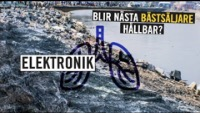 BLIR NÄSTA BÄSTSÄLJARE
HÅLLBAR?
ELEKTRONIK